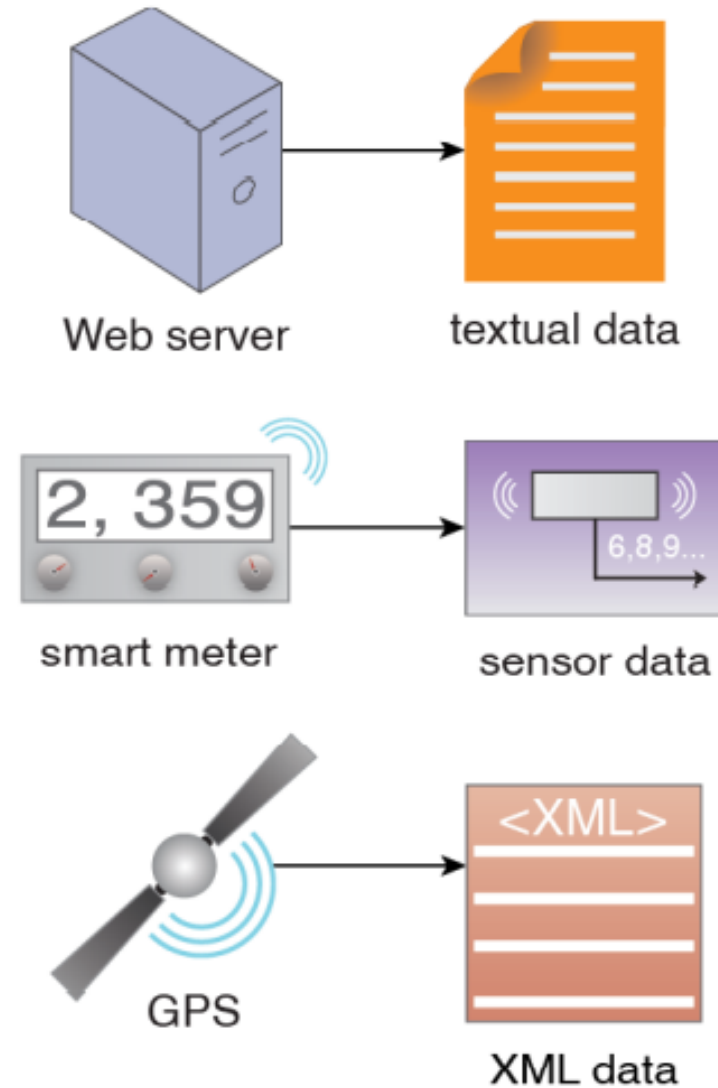 Web server
textual data
2, 359
6,8,9...
smart meter
sensor data
<XML>
GPS
XML data